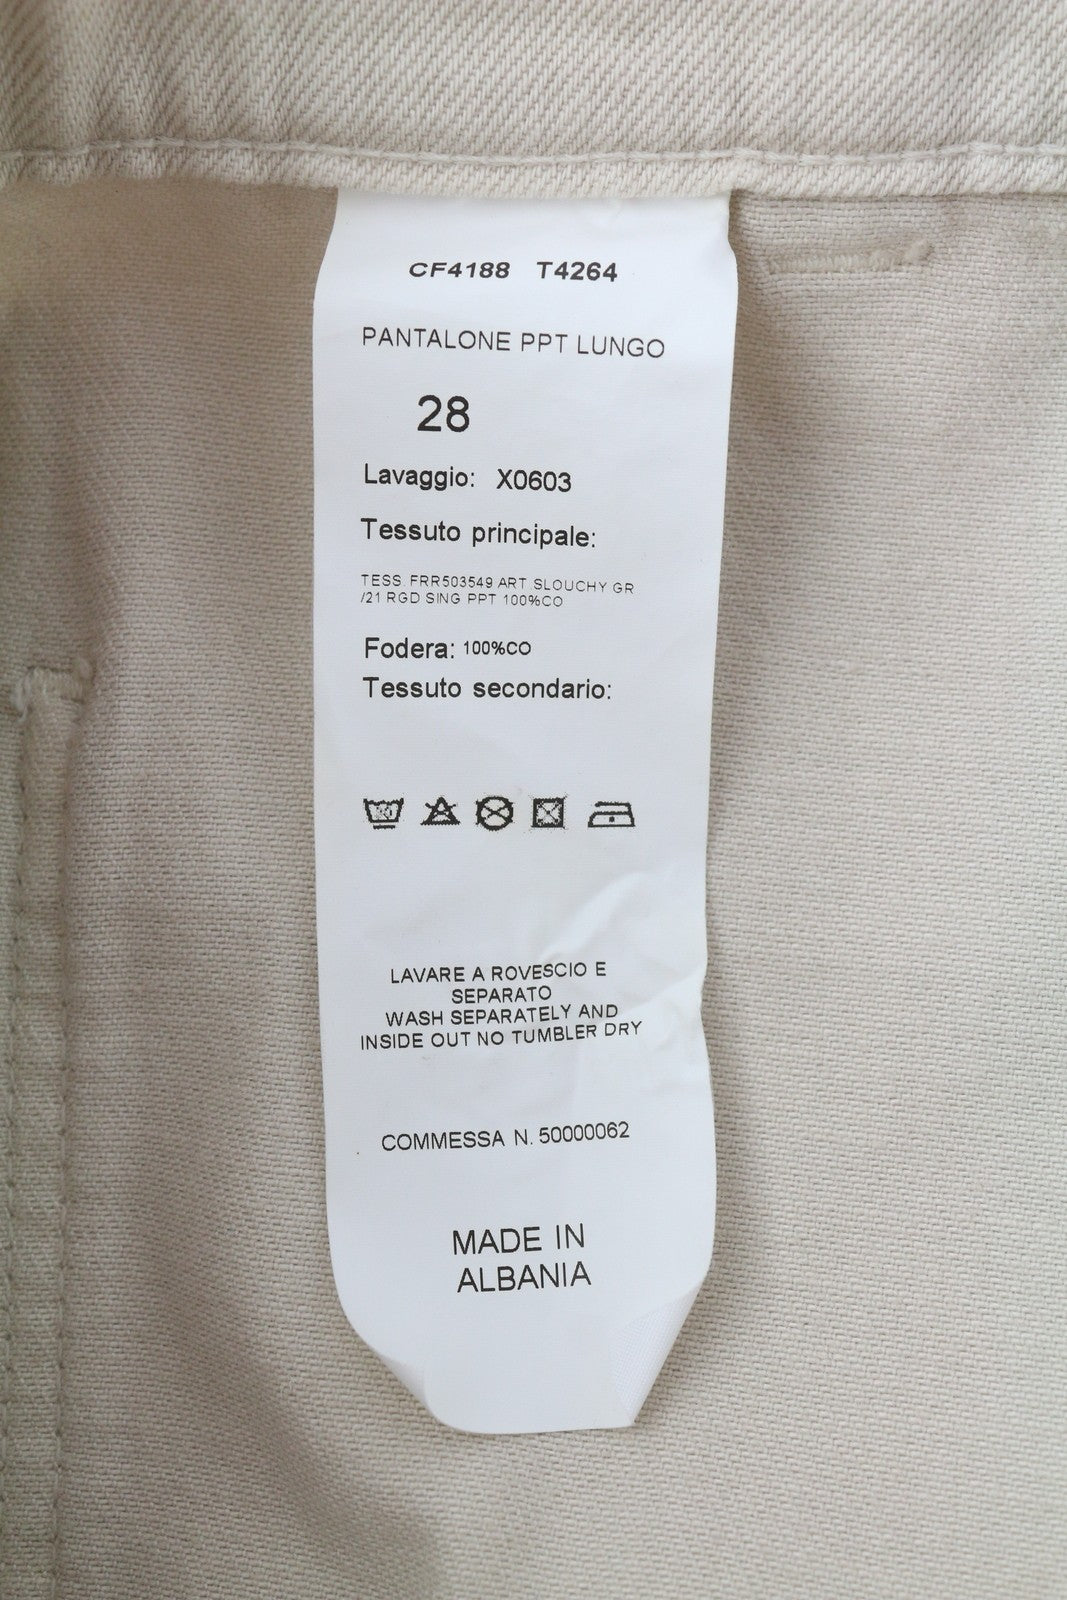 CF4188 T4264
PANTALONE PPT LUNGO
28
Lavaggio: X0603
Tessuto principale:
TESS. FRR503549 ART.SLOUCHY GR
/21 RGD SING PPT 100%CO
Fodera: 100%CO
Tessuto secondario:
LAVARE A ROVESCIO E
SEPARATO
WASH SEPARATELY AND
INSIDE OUT NO TUMBLER DRY
COMMESSA N. 50000062
MADE IN
ALBANIA